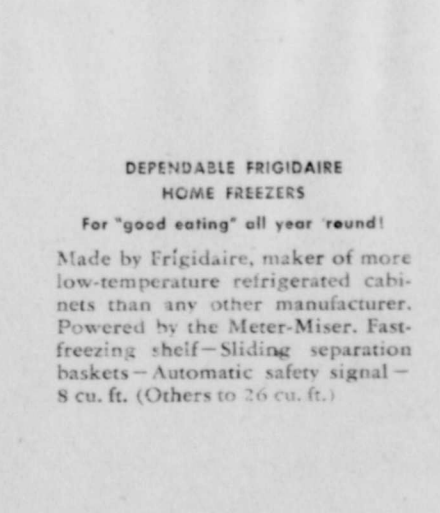 DEPENDABLE FRIGIDAIRE
HOME FREEZERS
For "good eating" all year 'round!
Made by Frigidaire, maker of more
low-temperature refrigerated cabi-
nets than any other manufacturer.
Powered by the Meter-Miser. Fast-
freezing shelf—Sliding separation
baskets—Automatic safety signal—
8 cu. ft. (Others to 26 cu. ft.)